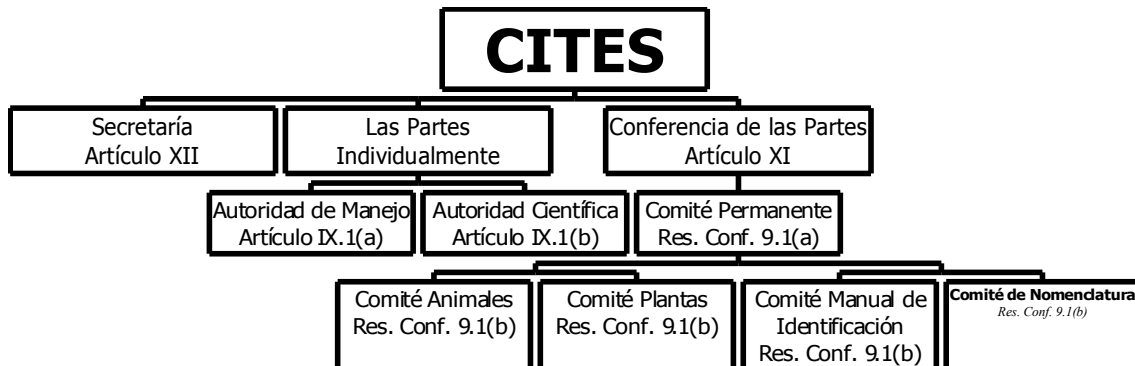 CITES
Secretaría
Artículo XII
Las Partes
Individualmente
Conferencia de las Partes
Artículo XI
Autoridad de Manejo
Artículo IX.1(a)
Autoridad Científica
Artículo IX.1(b)
Comité Permanente
Res. Conf. 9.1(a)
Comité Animales
Res. Conf. 9.1(b)
Comité Plantas
Res. Conf. 9.1(b)
Comité Manual de
Identificación
Res. Conf. 9.1(b)
Comité de Nomendatura
Res. Conf. 9.1(b)